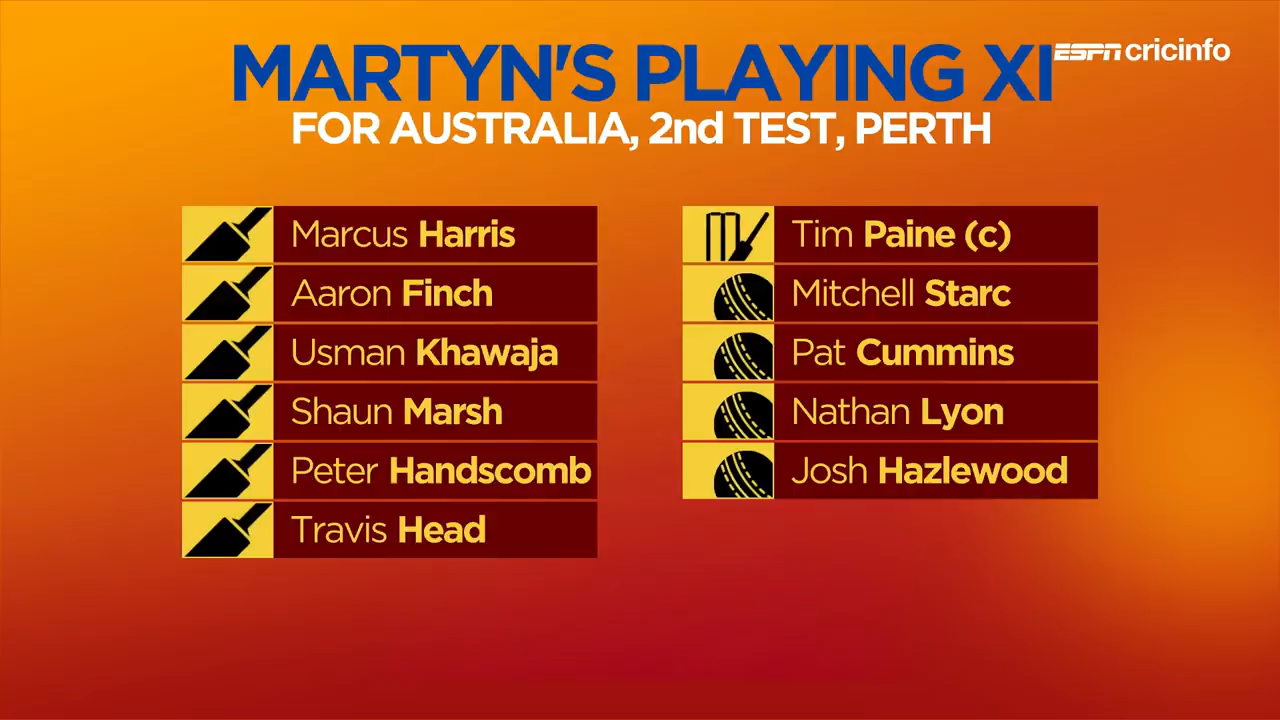 MARTYN'S PLAYING XI
ESPN cricinfo
FOR AUSTRALIA, 2nd TEST, PERTH
Marcus Harris
Aaron Finch
Usman Khawaja
Shaun Marsh
Peter Handscomb
Travis Head
Tim Paine (c)
Mitchell Starc
Pat Cummins
Nathan Lyon
Josh Hazlewood